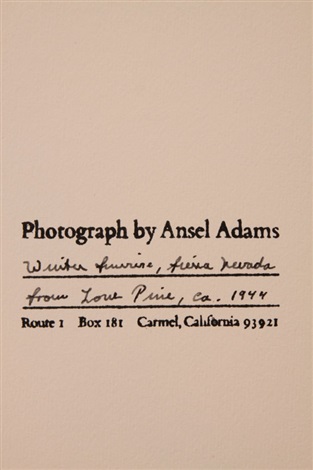 Photograph by Ansel Adams
Winter Sunrise, Sierra Nevada
from Lone Pine, ca. 1944
Route 1 Box 181 Carmel, California 93921